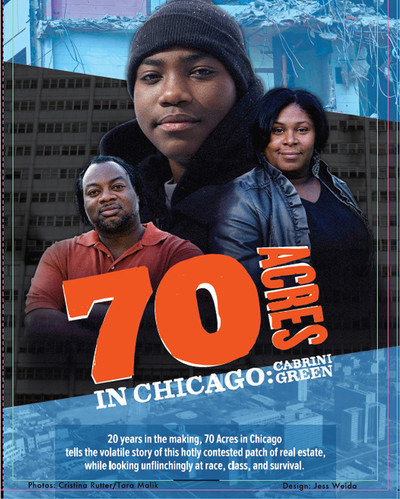 70
ACRES
IN CHICAGO:
CABRINI
GREEN
20 years in the making, 70 Acres in Chicago
tells the volatile story of this hotly contested patch of real estate,
while looking unflinchingly at race, class, and survival.
Photos: Cristina Rutter/Tara Malik
Design: Jess Weida